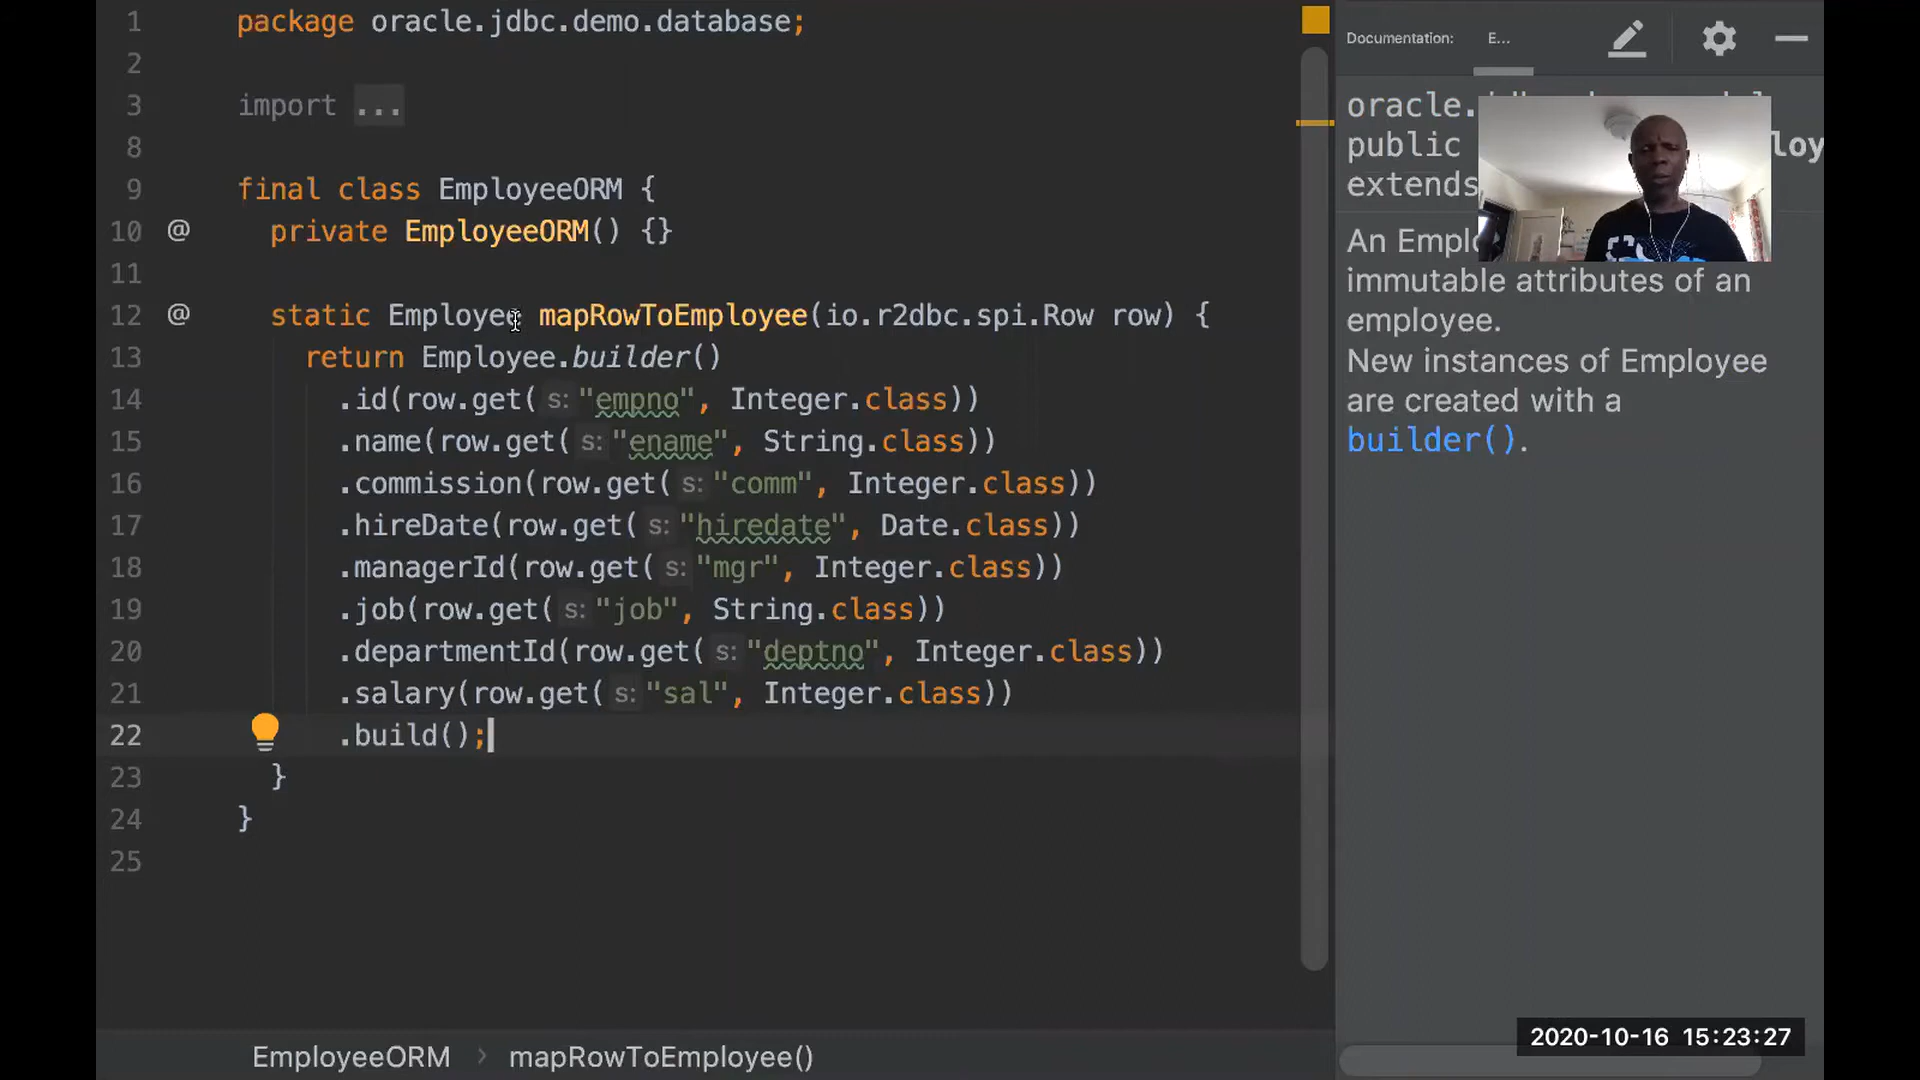 1 package oracle.jdbc.demo.database;
2
3 import ...
8
9 final class EmployeeORM {
10 @ private EmployeeORM() {}
11
12 @ static Employee mapRowToEmployee(io.r2dbc.spi.Row row) {
13 return Employee.builder()
14 .id(row.get( s: "empno", Integer.class))
15 .name(row.get( s: "ename", String.class))
16 .commission(row.get( s: "comm", Integer.class))
17 .hireDate(row.get( s: "hiredate", Date.class))
18 .managerId(row.get( s: "mgr", Integer.class))
19 .job(row.get( s: "job", String.class))
20 .departmentId(row.get( s: "deptno", Integer.class))
21 .salary(row.get( s: "sal", Integer.class))
22 .build();
23 }
24 }
25
EmployeeORM › mapRowToEmployee()
Documentation: E...
oracle.
public
extends
An
immutable attributes of an
employee.
New instances of Employee
are created with a
builder().
2020-10-16 15:23:27